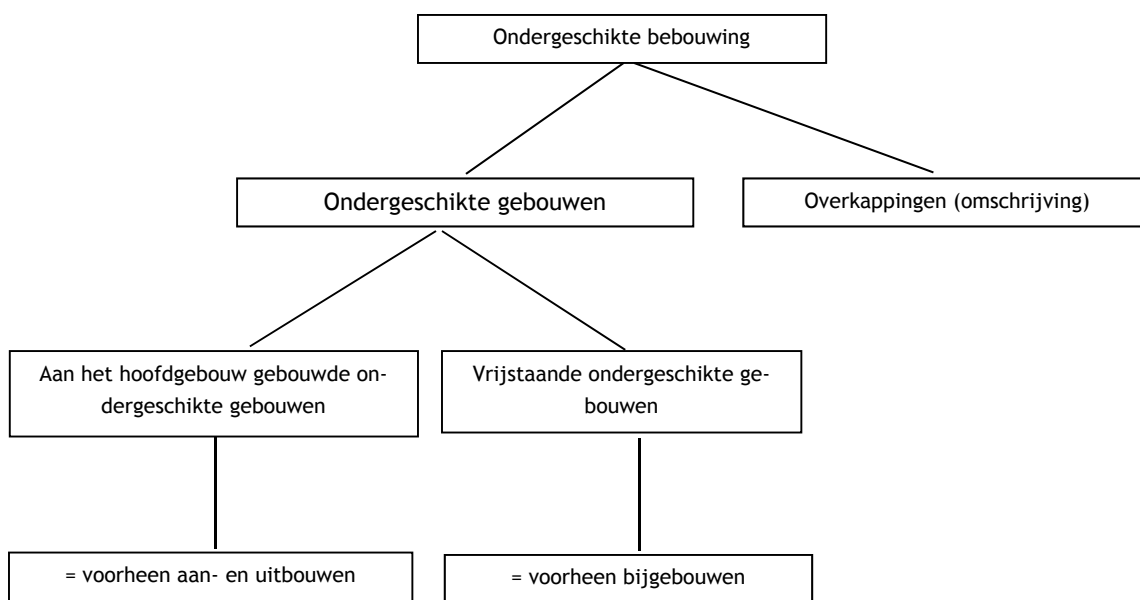 Ondergeschikte bebouwing
Ondergeschikte gebouwen
Overkappingen (omschrijving)
Aan het hoofdgebouw gebouwde on-
dergeschikte gebouwen
Vrijstaande ondergeschikte ge-
bouwen
= voorheen aan- en uitbouwen
= voorheen bijgebouwen